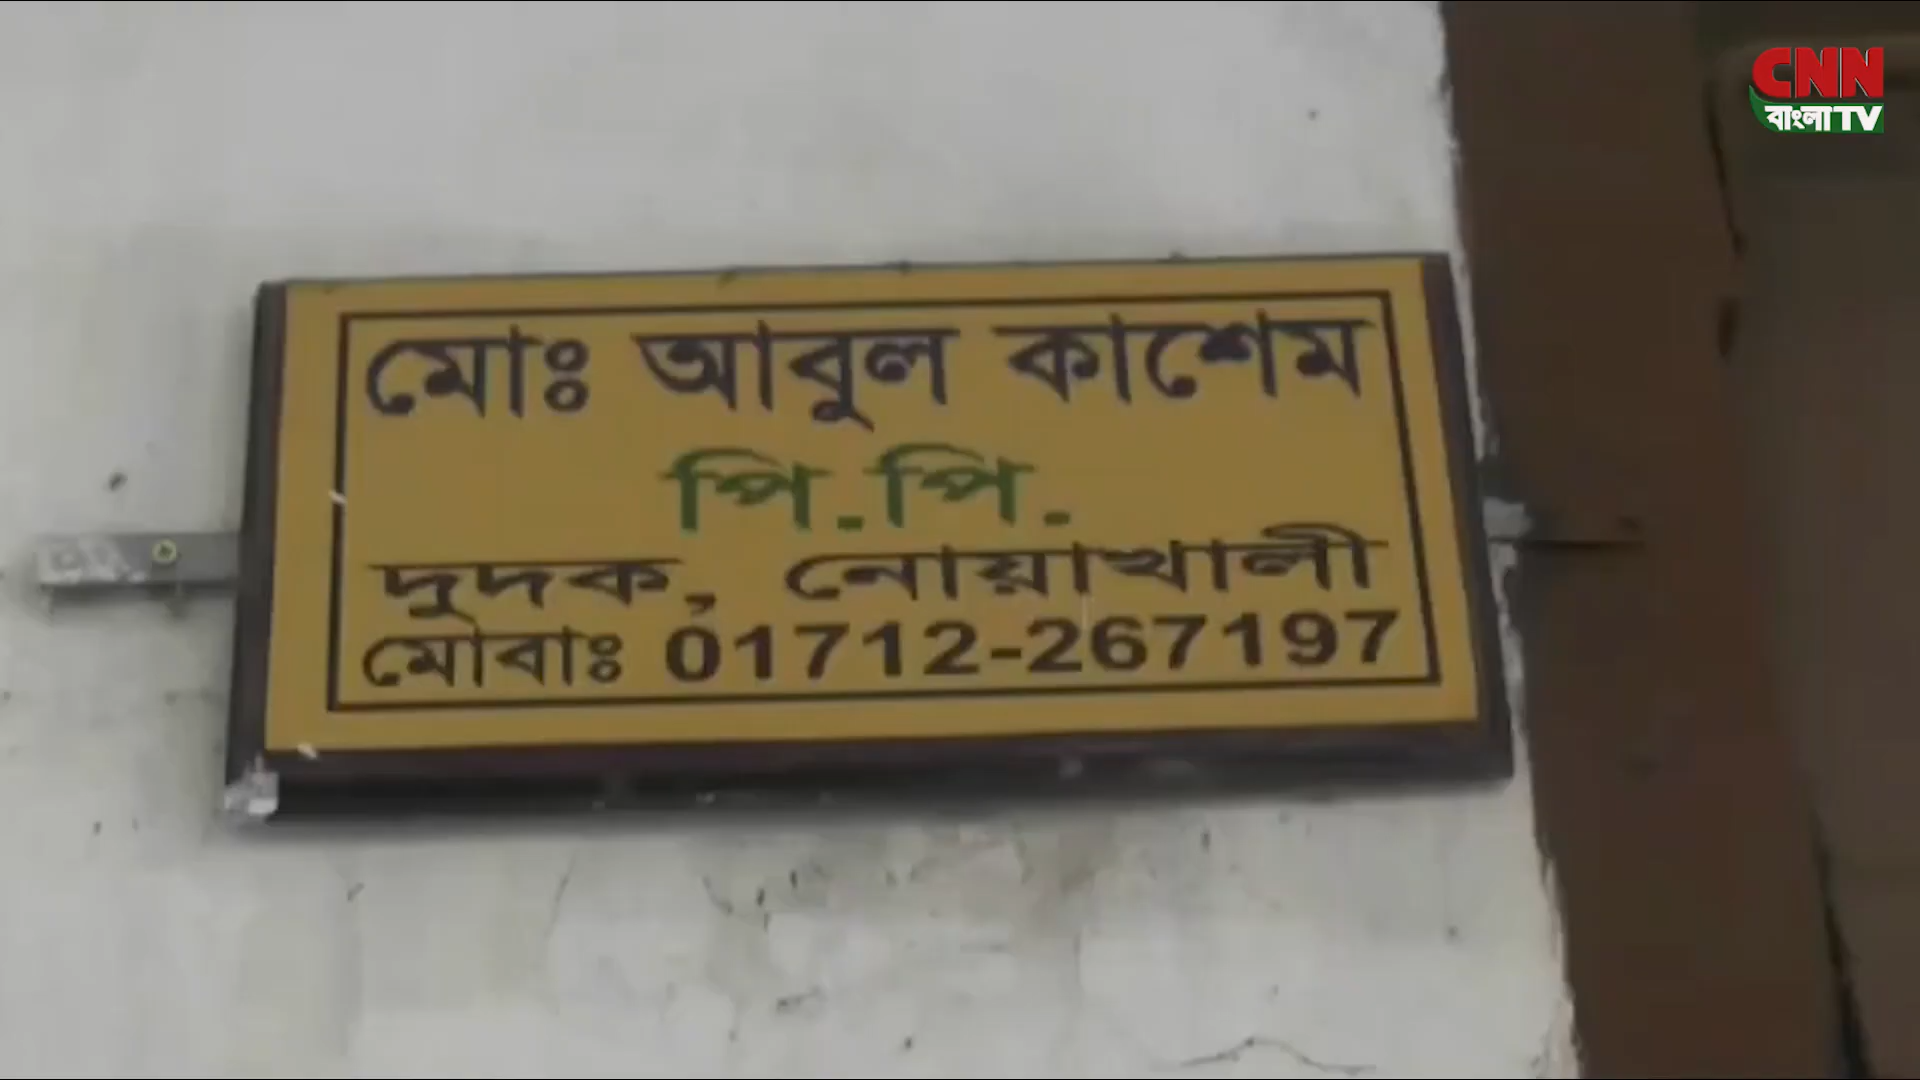 CNN
বাংলা TV
মোঃ আবুল কাশেম
পি.পি.
দুদক, নোয়াখালী
মোবাঃ 01712-267197